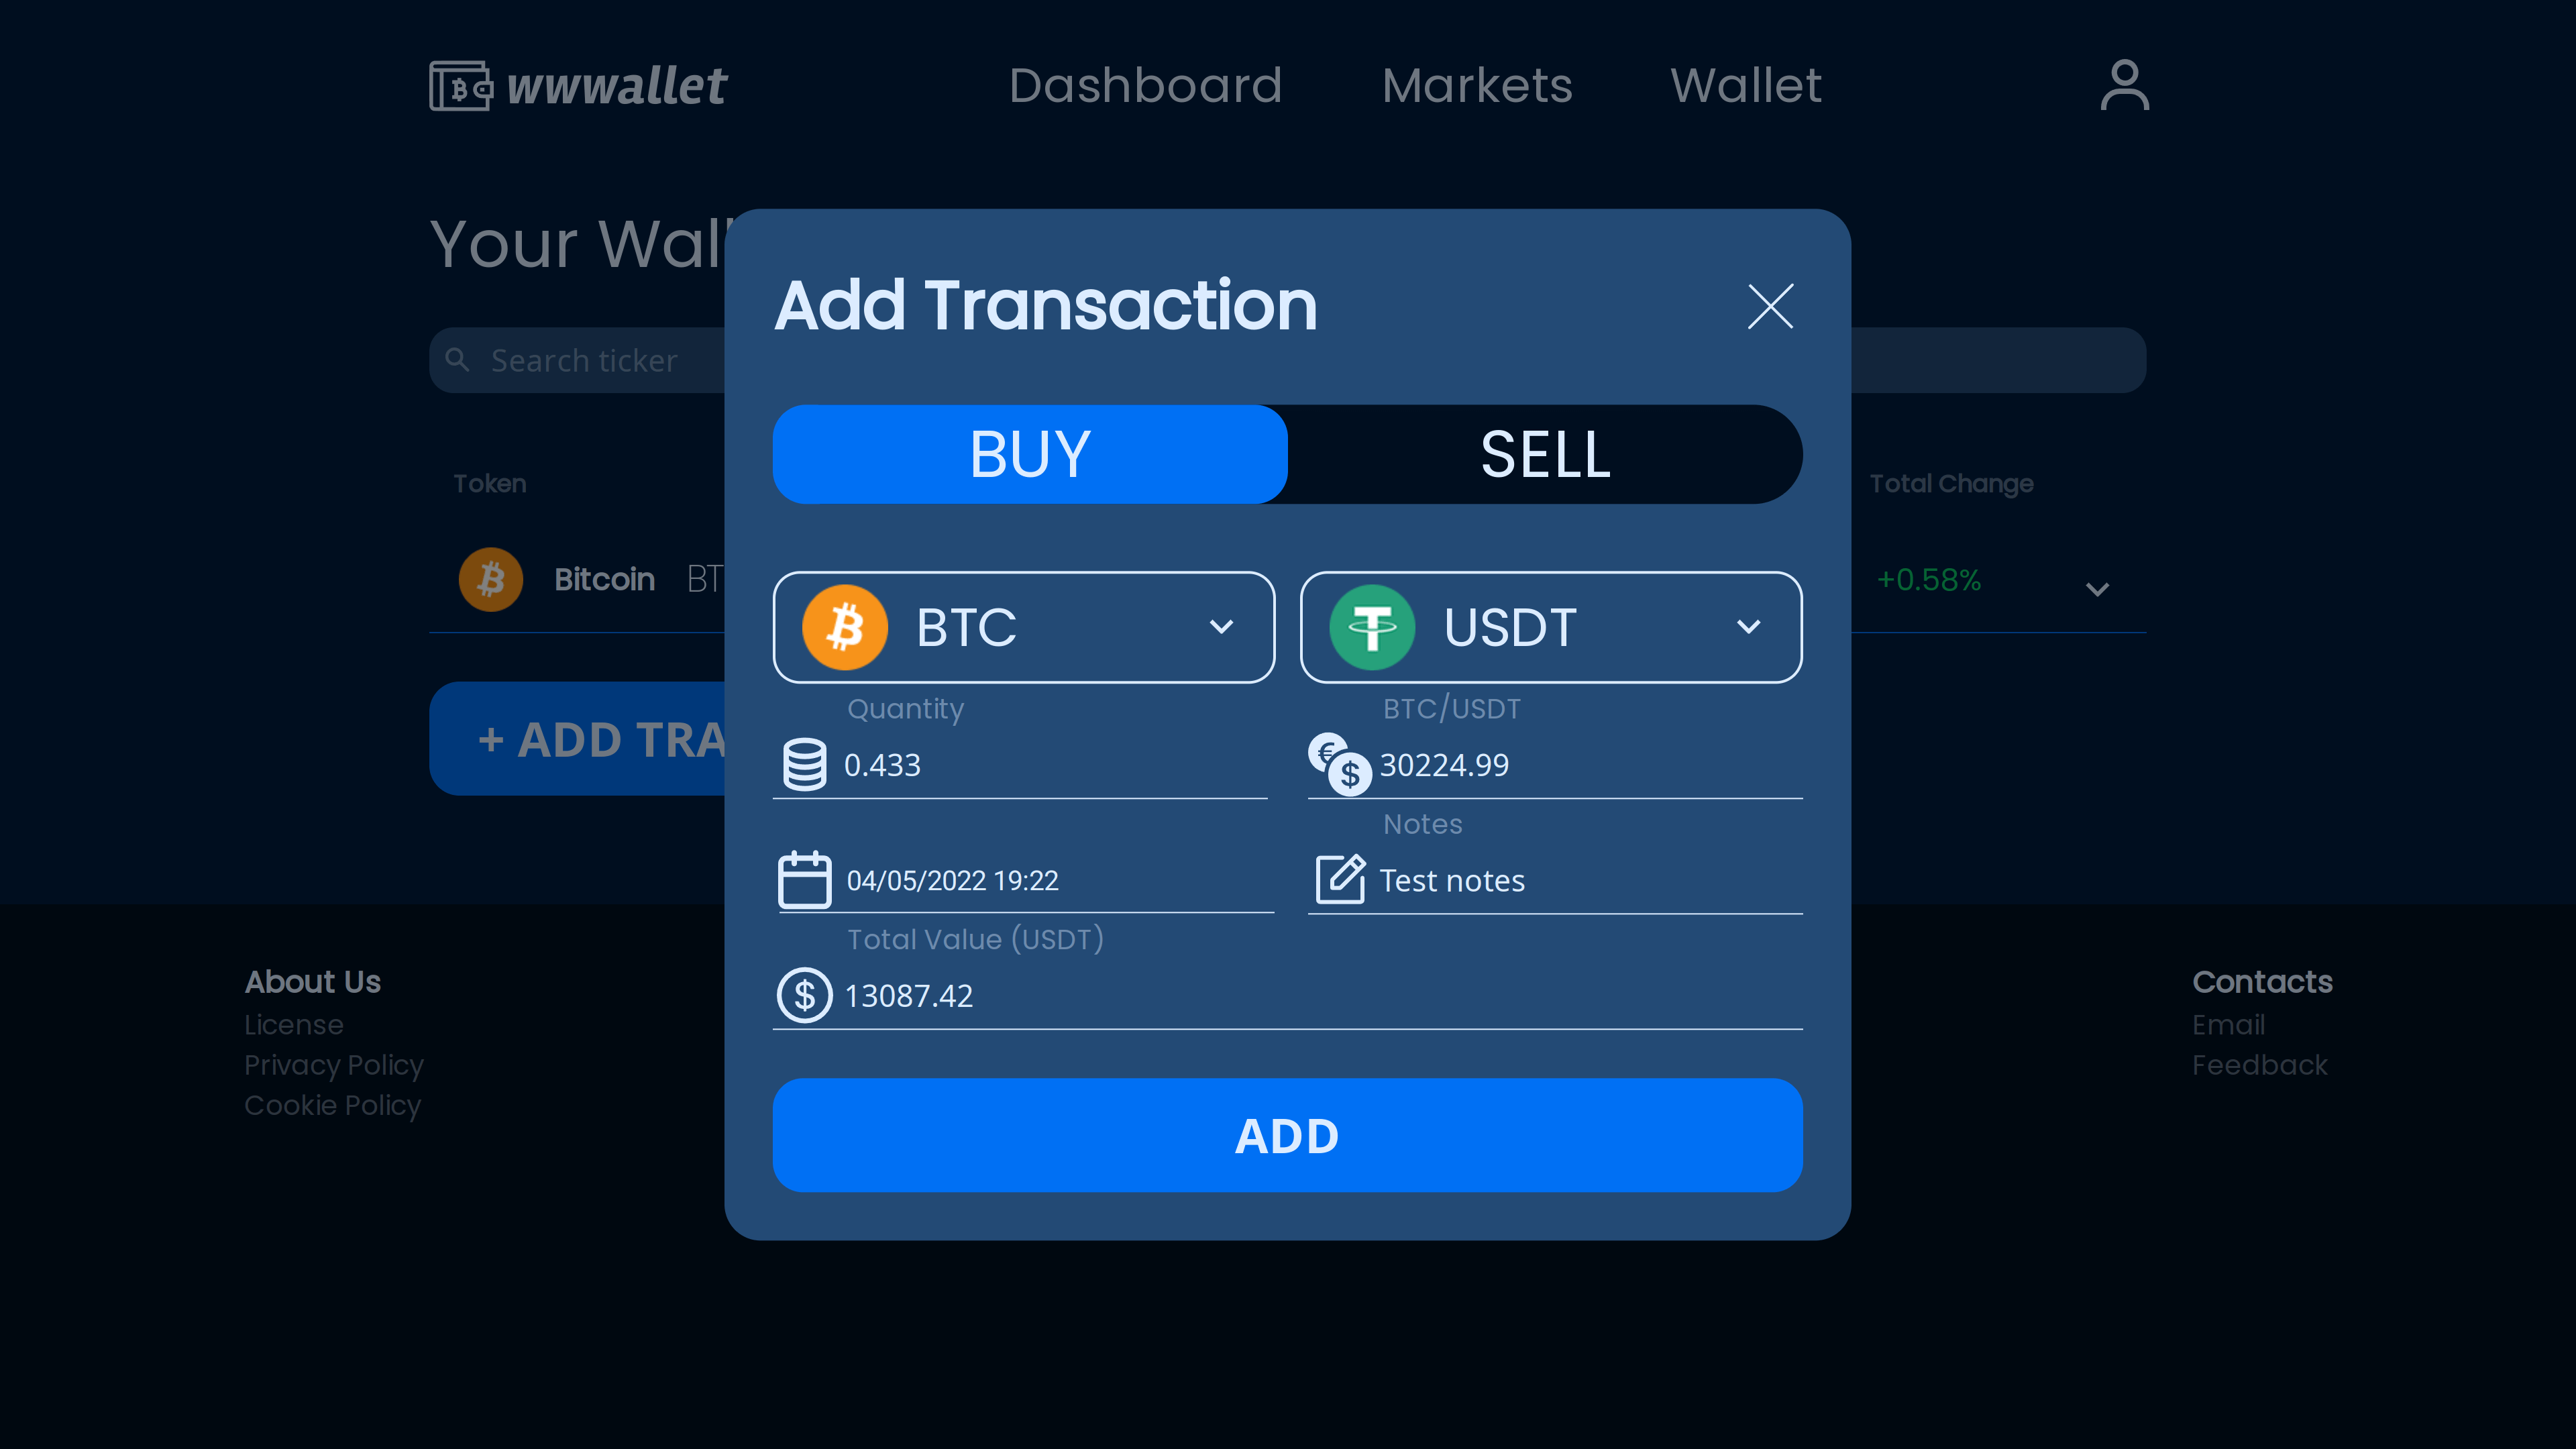 wwwallet
Dashboard Markets Wallet
Your Wall
Add Transaction
Search ticker
BUY SELL
Token
Total Change
Bitcoin BT
+0.58%
BTC USDT
Quantity BTC/USDT
+ ADD TRA
0.433 30224.99
Notes
04/05/2022 19:22 Test notes
Total Value (USDT)
13087.42
ADD
About Us
License
Privacy Policy
Cookie Policy
Contacts
Email
Feedback